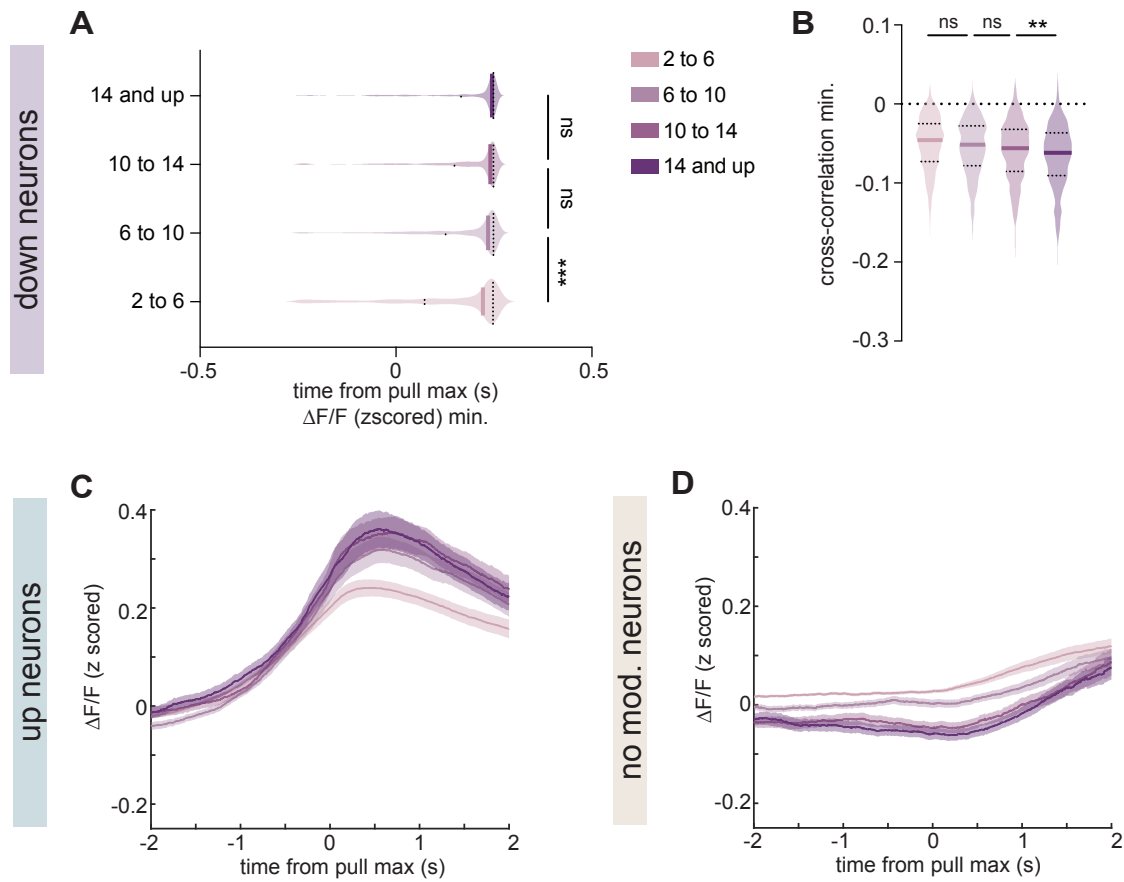 A
down neurons
14 and up
10 to 14
6 to 10
2 to 6
ns
ns
***
-0.5
0
0.5
time from pull max (s)
ΔF/F (zscored) min.
2 to 6
6 to 10
10 to 14
14 and up
B
ns
ns
**
cross-correlation min.
0.1
0
-0.1
-0.2
-0.3
C
up neurons
ΔF/F (z scored)
0.4
0.2
0
-0.2
-2
-1
0
1
2
time from pull max (s)
D
no mod. neurons
ΔF/F (z scored)
0.4
0.2
0
-0.2
-2
-1
0
1
2
time from pull max (s)